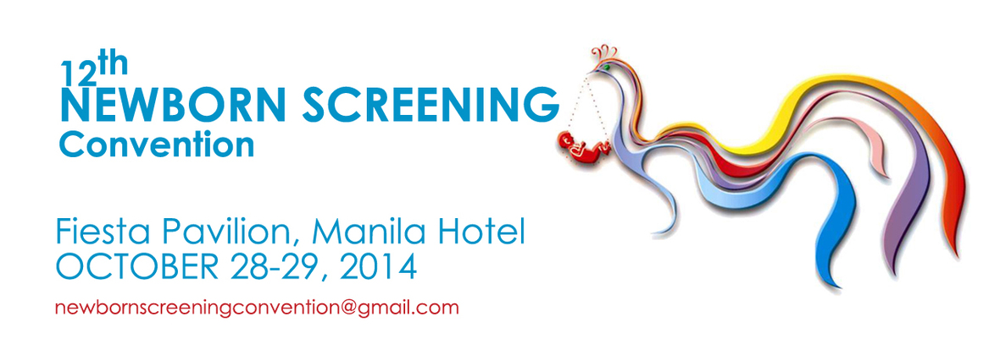 12th
NEWBORN SCREENING
Convention
Fiesta Pavilion, Manila Hotel
OCTOBER 28-29, 2014
newbornscreeningconvention@gmail.com